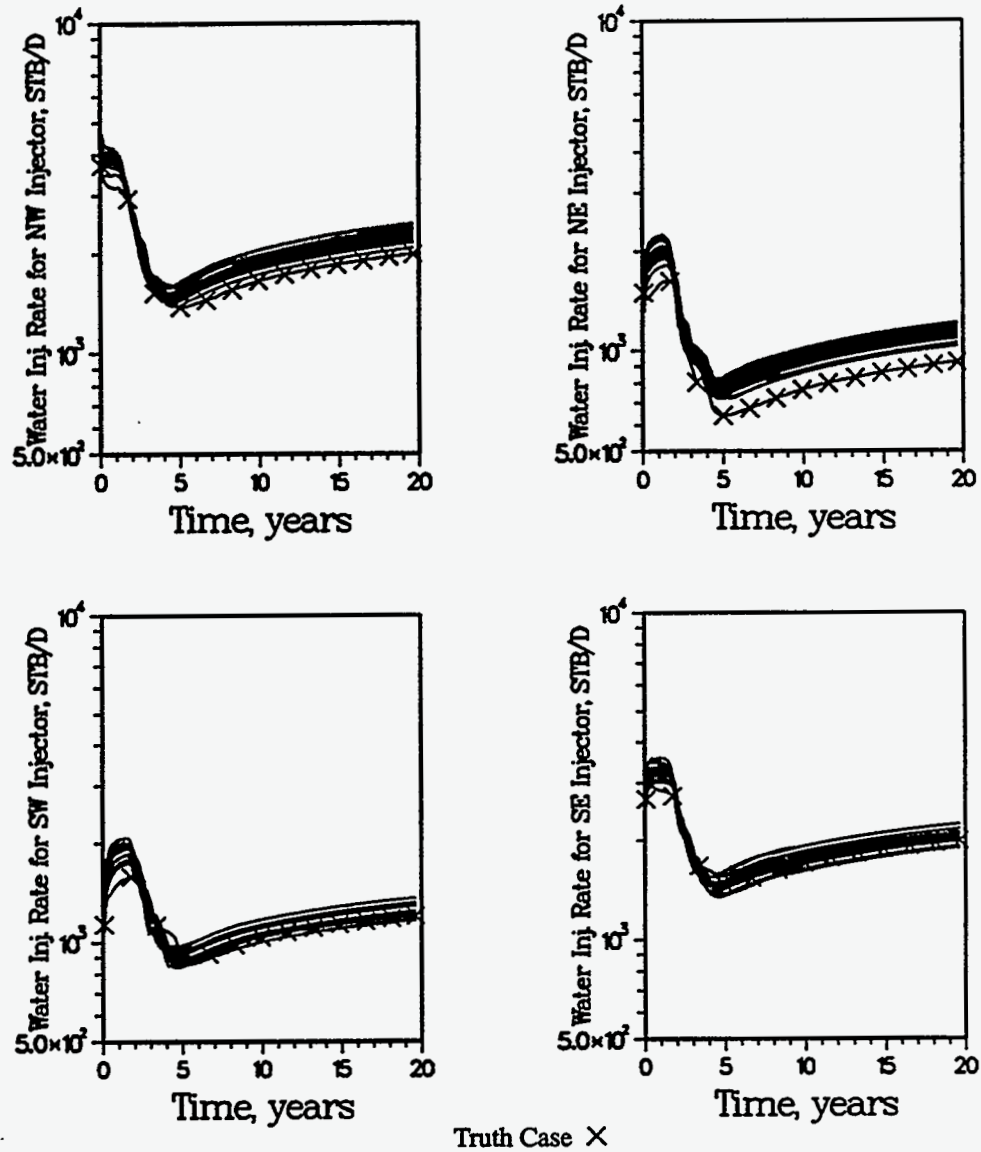 10⁴
Water Inj. Rate for NW Injector, STB/D
10³
5.0×10²
0 5 10 15 20
Time, years
10⁴
Water Inj. Rate for NE Injector, STB/D
10³
5.0×10²
0 5 10 15 20
Time, years
10⁴
Water Inj. Rate for SW Injector, STB/D
10³
5.0×10²
0 5 10 15 20
Time, years
10⁴
Water Inj. Rate for SE Injector, STB/D
10³
5.0×10²
0 5 10 15 20
Time, years
Truth Case ×